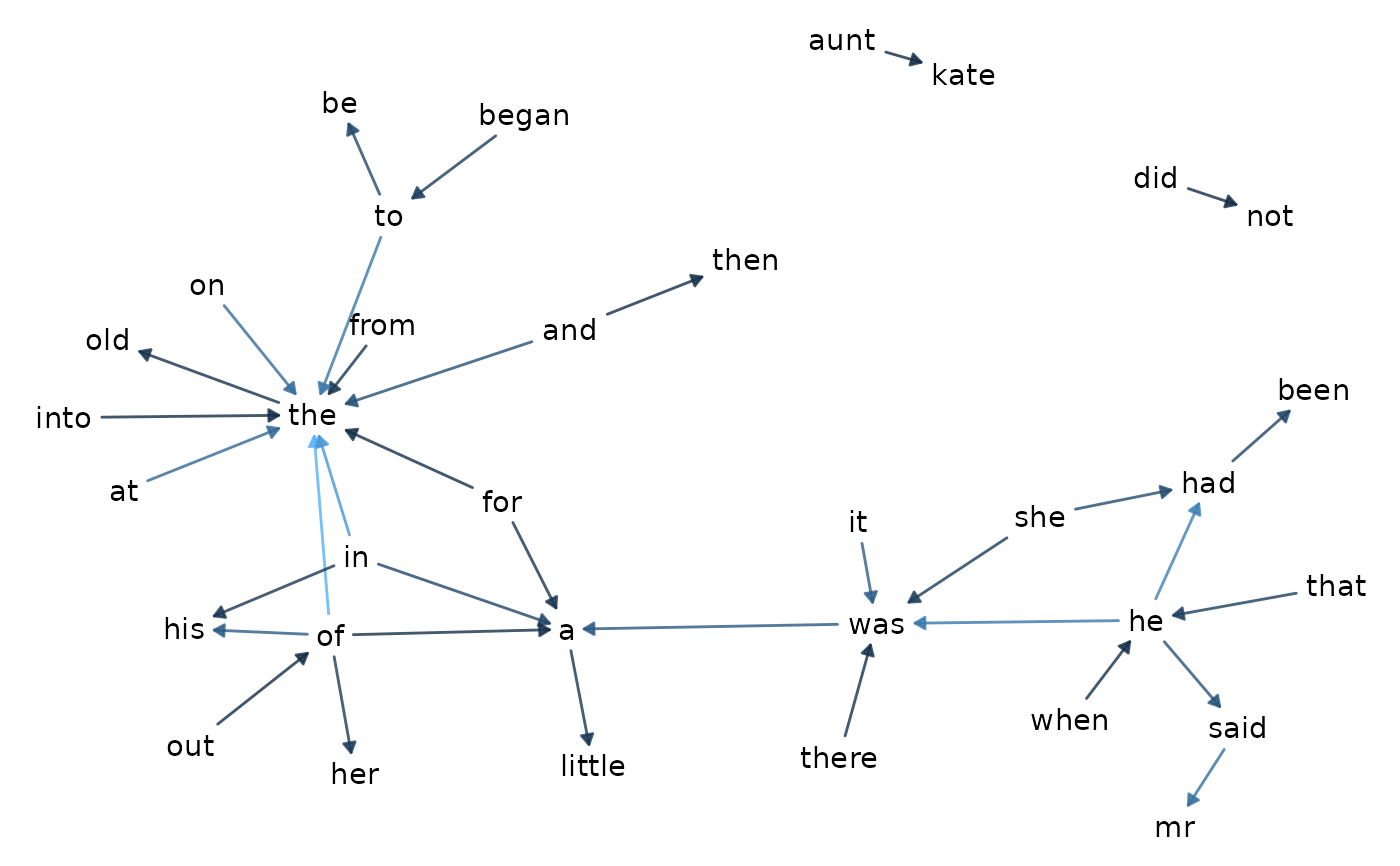 aunt
kate
be
began
did
to
not
then
on
from
and
old
been
the
into
had
at
for
she
it
in
that
he
was
his
a
of
when
said
out
there
little
her
mr